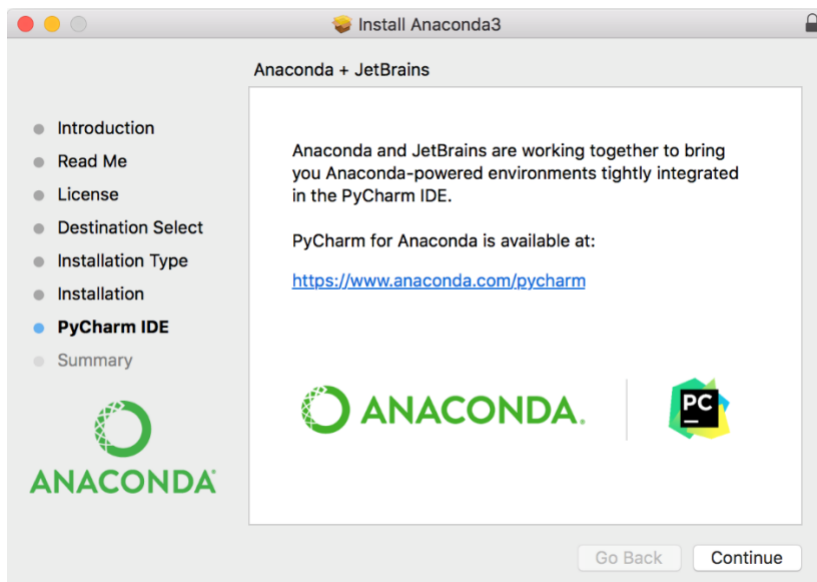 Install Anaconda3
Anaconda + JetBrains
Introduction
Read Me
License
Destination Select
Installation Type
Installation
PyCharm IDE
Summary
ANACONDA®
Anaconda and JetBrains are working together to bring
you Anaconda-powered environments tightly integrated
in the PyCharm IDE.
PyCharm for Anaconda is available at:
https://www.anaconda.com/pycharm
ANACONDA.
PC
Go Back
Continue